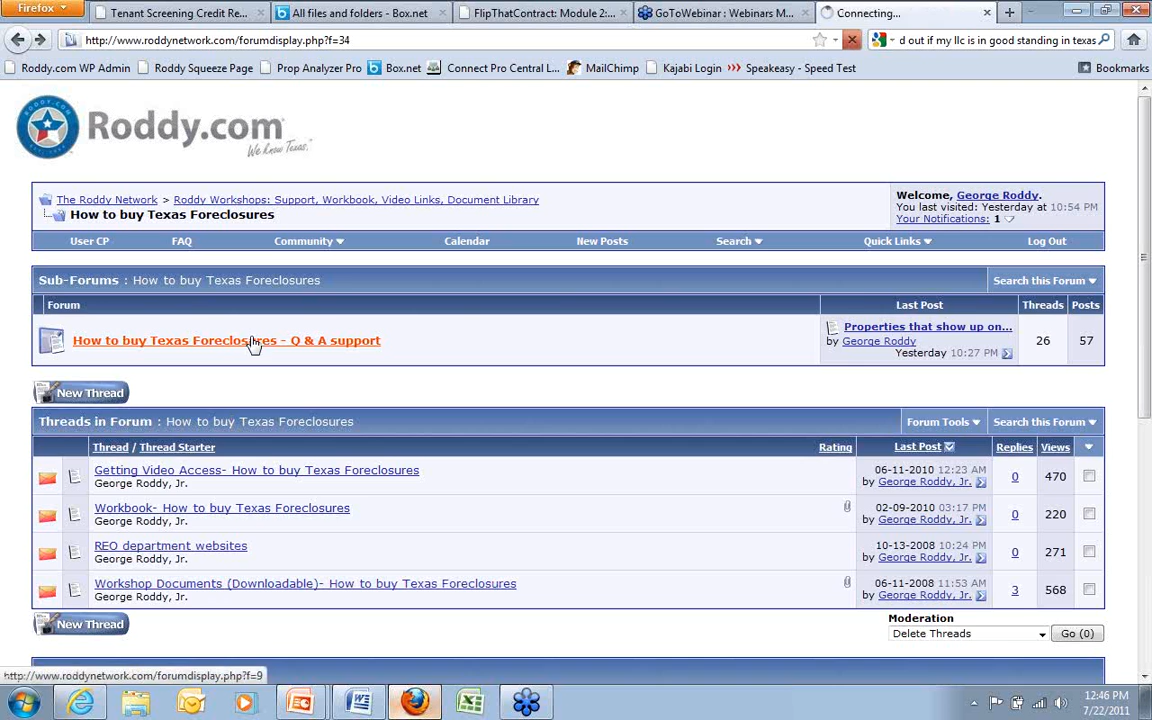 Firefox
Tenant Screening Credit Re...
All files and folders - Box.net
FlipThatContract: Module 2:...
GoToWebinar : Webinars M...
Connecting...
http://www.roddynetwork.com/forumdisplay.php?f=34
d out if my llc is in good standing in texas
Roddy.com WP Admin
Roddy Squeeze Page
Prop Analyzer Pro
Box.net
Connect Pro Central L...
MailChimp
Kajabi Login
Speakeasy - Speed Test
Bookmarks
Roddy.com
We know Texas.
The Roddy Network > Roddy Workshops: Support, Workbook, Video Links, Document Library
How to buy Texas Foreclosures
Welcome, George Roddy.
You last visited: Yesterday at 10:54 PM
Your Notifications: 1
User CP FAQ Community Calendar New Posts Search Quick Links Log Out
Sub-Forums : How to buy Texas Foreclosures
Search this Forum
Forum Last Post Threads Posts
How to buy Texas Foreclosures - Q & A support
Properties that show up on...
by George Roddy
Yesterday 10:27 PM
26 57
New Thread
Threads in Forum : How to buy Texas Foreclosures
Forum Tools Search this Forum
Thread / Thread Starter Rating Last Post Replies Views
Getting Video Access- How to buy Texas Foreclosures
George Roddy, Jr.
06-11-2010 12:23 AM
by George Roddy, Jr.
0 470
Workbook- How to buy Texas Foreclosures
George Roddy, Jr.
02-09-2010 03:17 PM
by George Roddy, Jr.
0 220
REO department websites
George Roddy, Jr.
10-13-2008 10:24 PM
by George Roddy, Jr.
0 271
Workshop Documents (Downloadable)- How to buy Texas Foreclosures
George Roddy, Jr.
06-11-2008 11:53 AM
by George Roddy, Jr.
3 568
New Thread
Moderation
Delete Threads
Go (0)
http://www.roddynetwork.com/forumdisplay.php?f=9
12:46 PM
7/22/2011